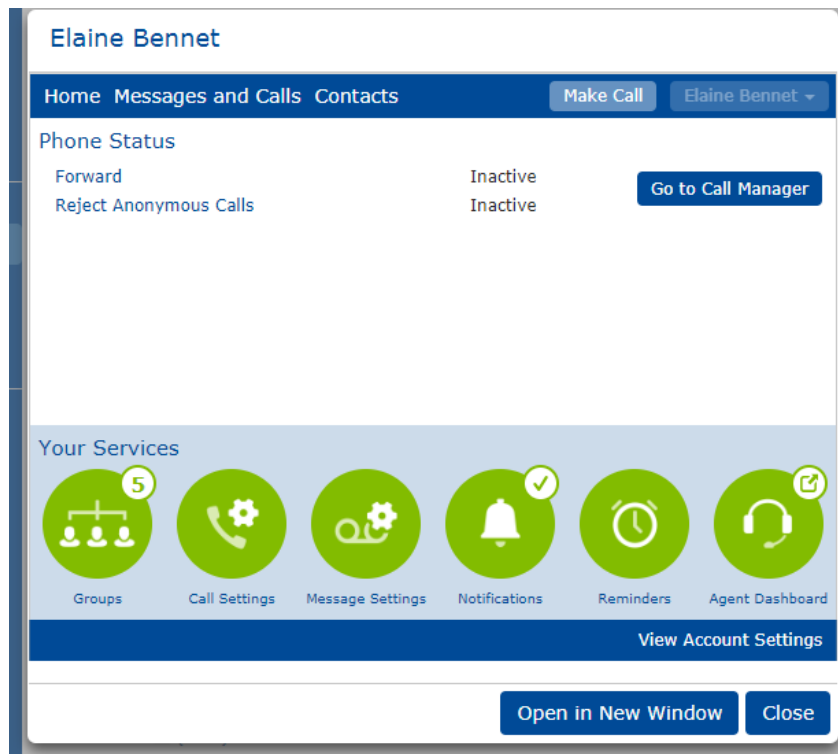 Elaine Bennet
Home Messages and Calls Contacts Make Call Elaine Bennet
Phone Status
Forward Inactive
Reject Anonymous Calls Inactive
Go to Call Manager
Your Services
5
Groups Call Settings Message Settings Notifications Reminders Agent Dashboard
View Account Settings
Open in New Window Close